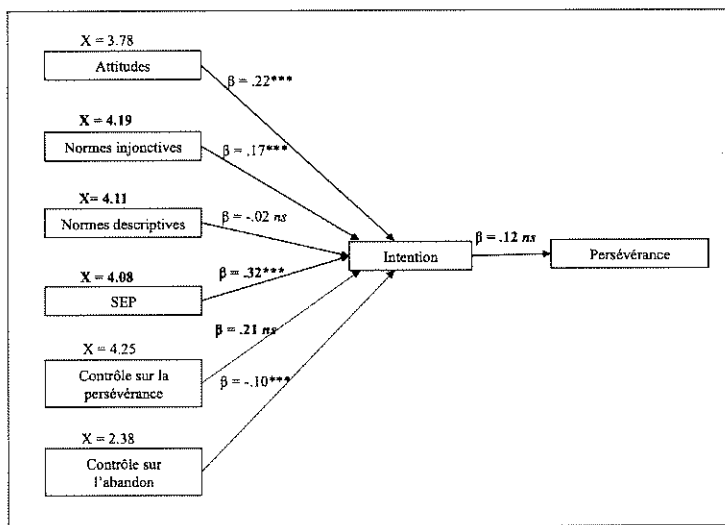 X = 3.78
Attitudes
β = .22***
X = 4.19
Normes injonctives
β = .17***
X= 4.11
Normes descriptives
β = -.02 ns
β = .12 ns
Intention
Persévérance
X= 4.08
β = .32***
SEP
X = 4.25
β = .21 ns
Contrôle sur la
persévérance
β = -.10***
X = 2.38
Contrôle sur
l'abandon